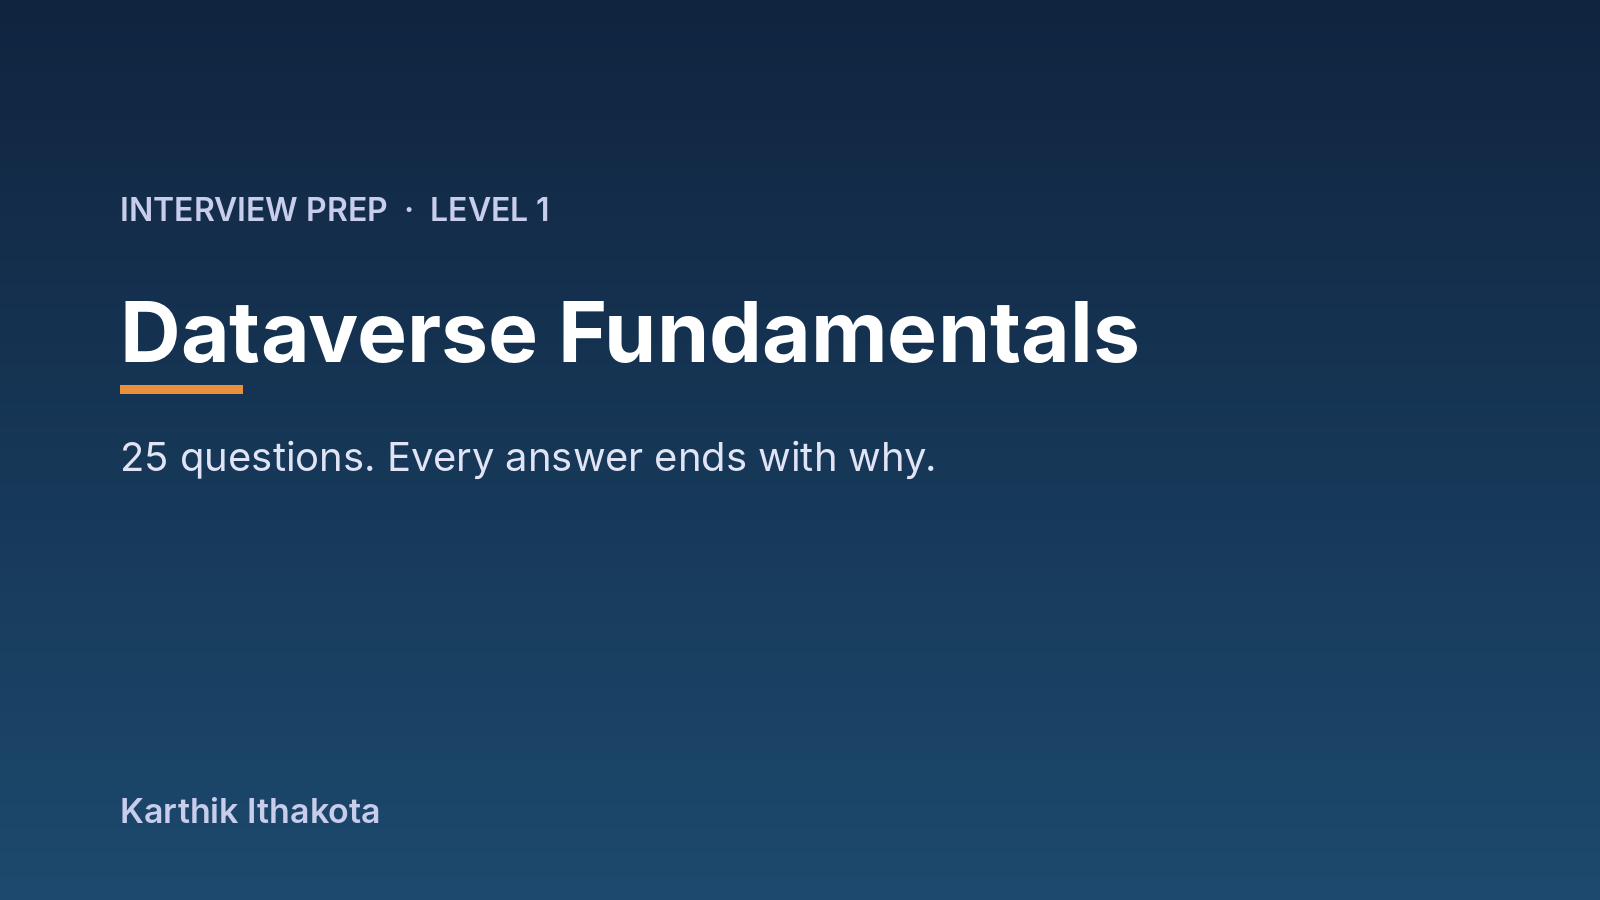 INTERVIEW PREP · LEVEL 1
Dataverse Fundamentals
25 questions. Every answer ends with why.
Karthik Ithakota